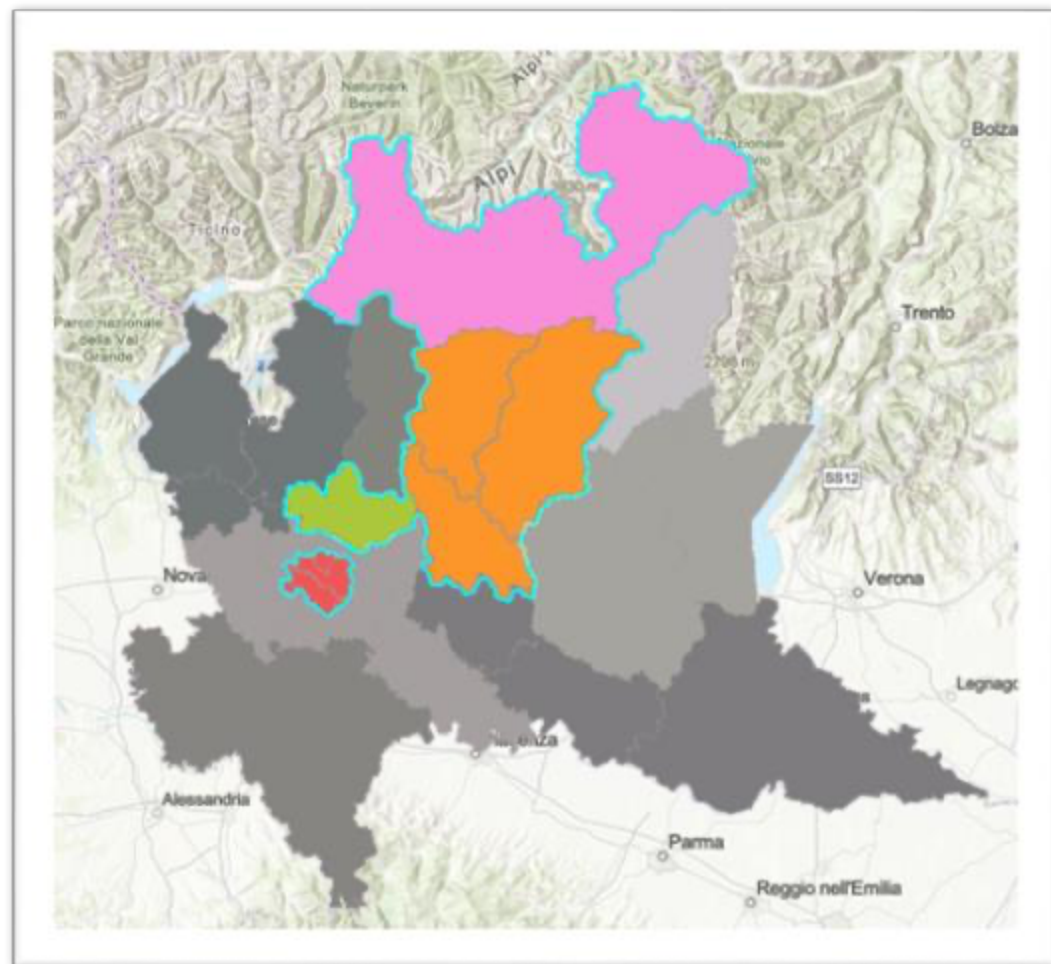 Naturpark
Beverin
Alpi
Bolza
Alpi
Ticino
Parco nazionale
della Val
Grande
Trento
2796 m
SS12
Nova
Verona
Legnago
Alessandria
Parma
Reggio nell'Emilia